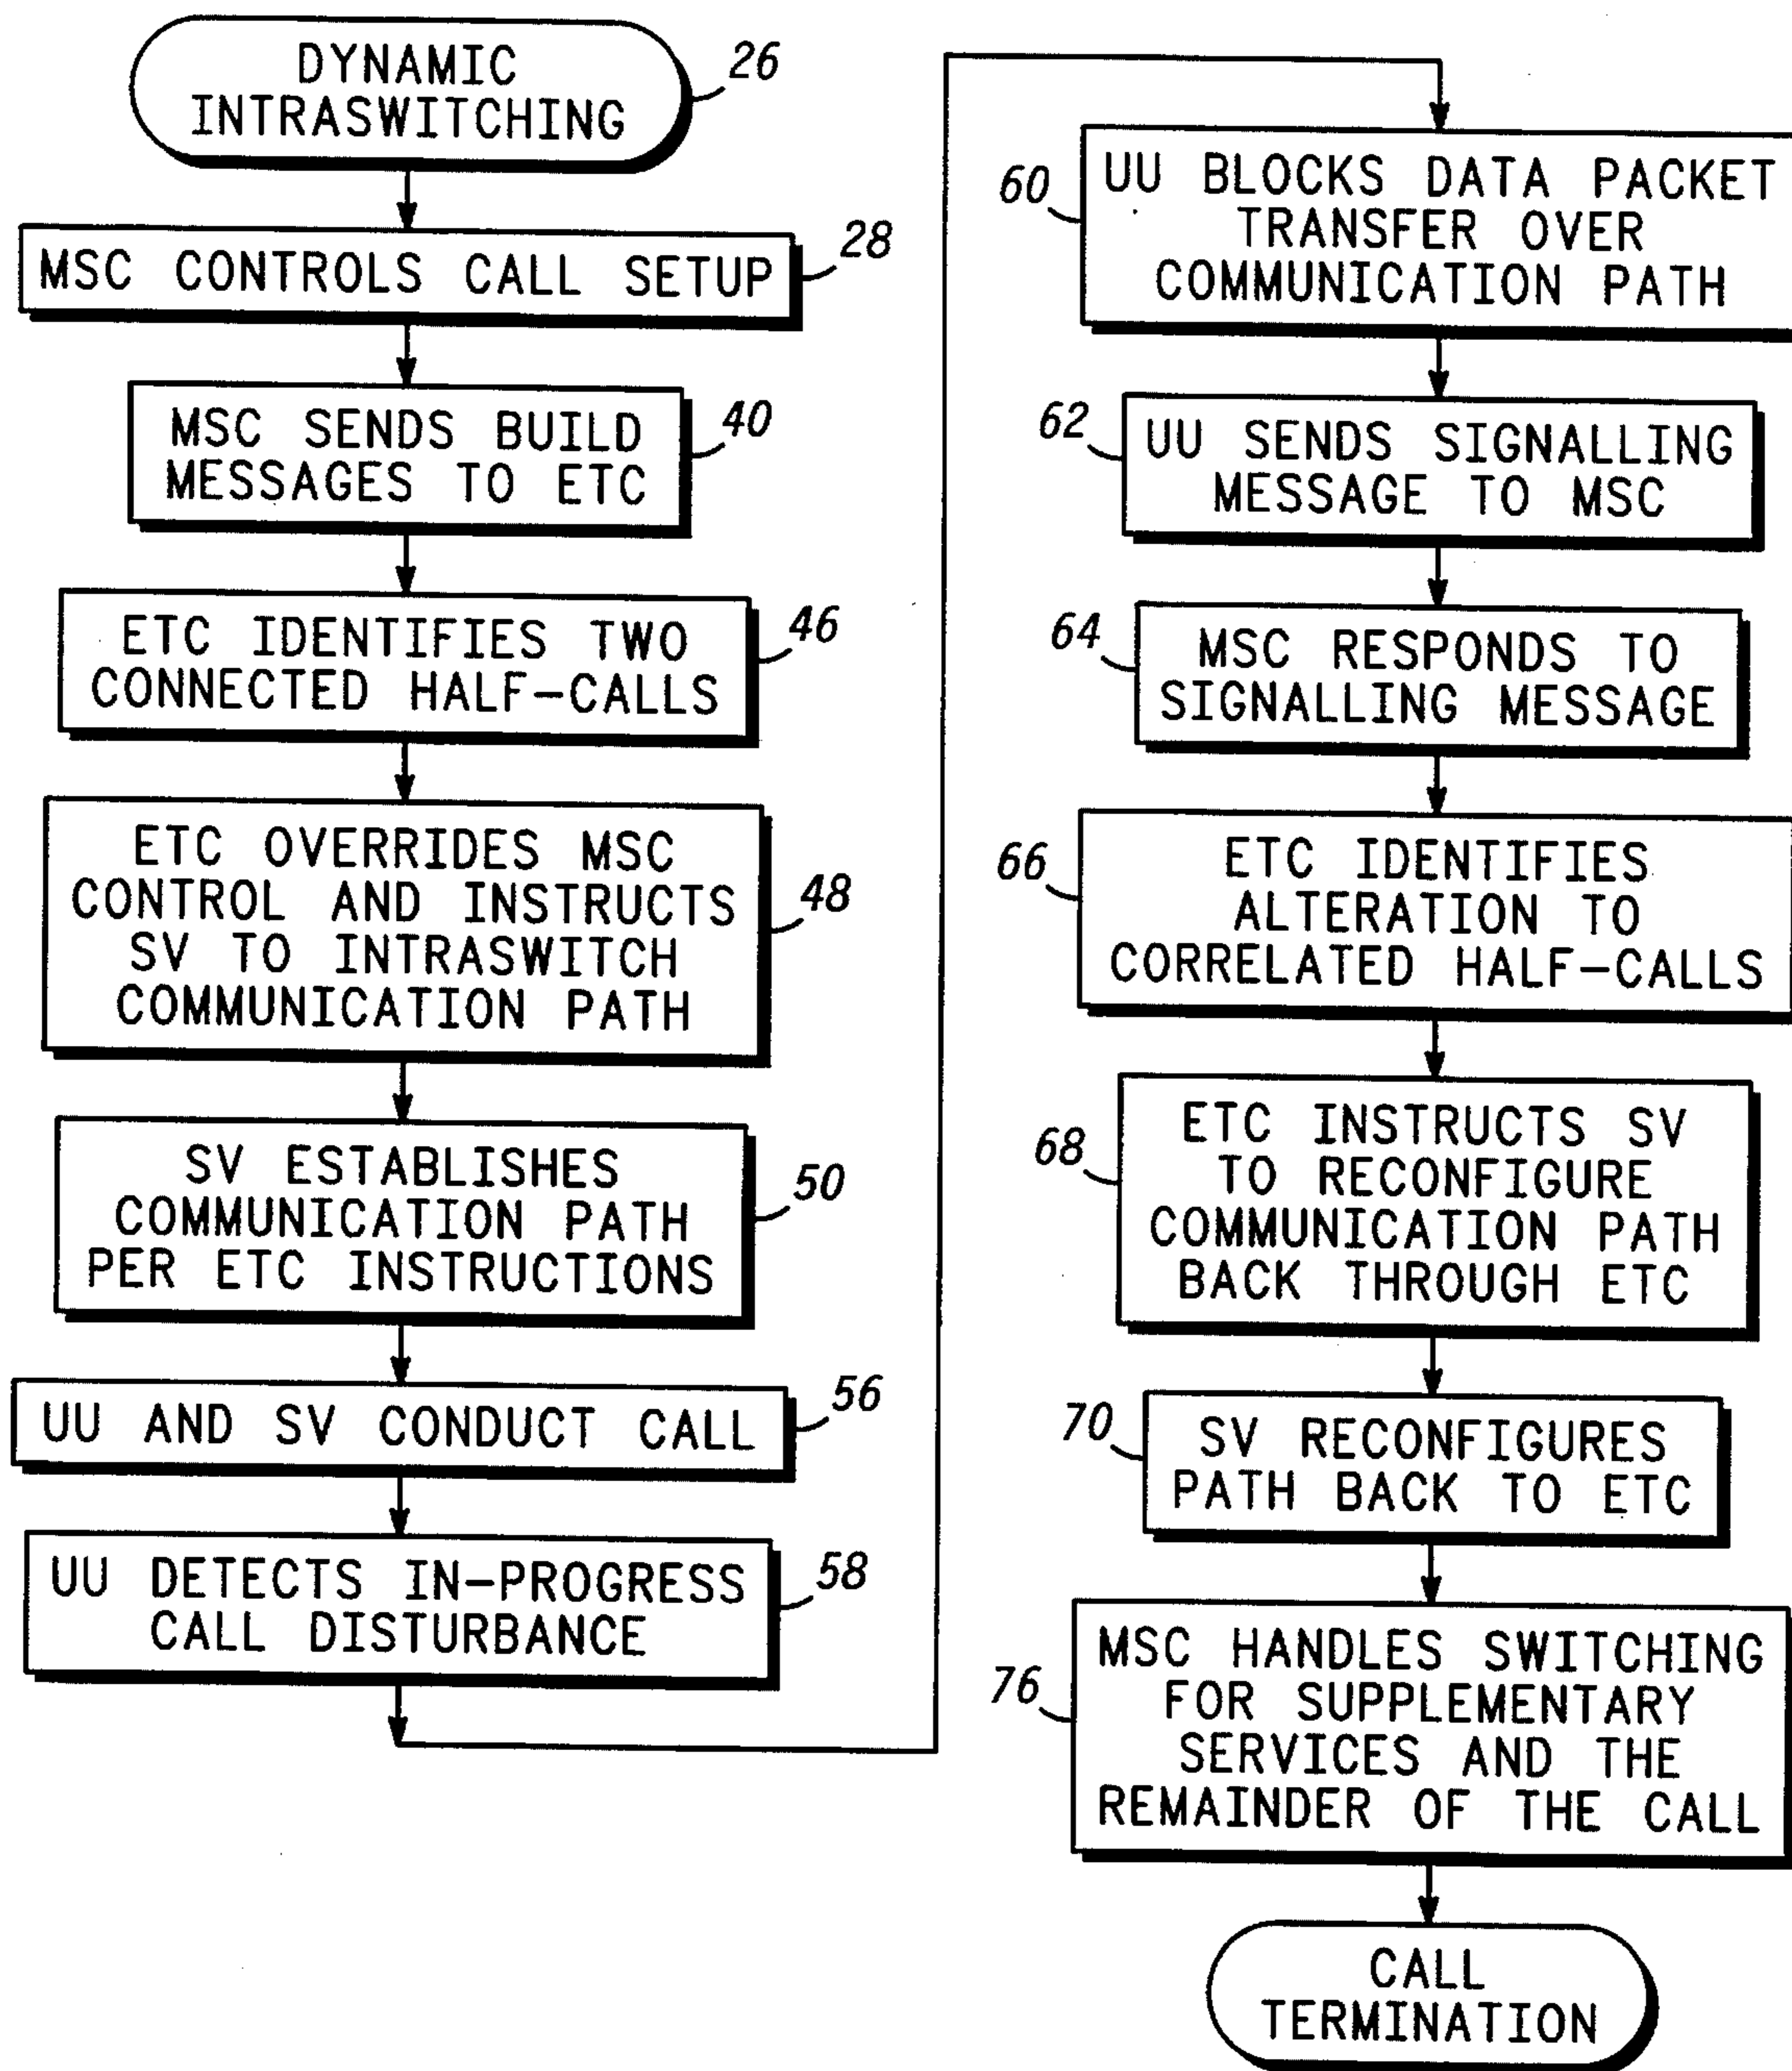 DYNAMIC
INTRASWITCHING
26
MSC CONTROLS CALL SETUP
28
MSC SENDS BUILD
MESSAGES TO ETC
40
ETC IDENTIFIES TWO
CONNECTED HALF-CALLS
46
ETC OVERRIDES MSC
CONTROL AND INSTRUCTS
SV TO INTRASWITCH
COMMUNICATION PATH
48
SV ESTABLISHES
COMMUNICATION PATH
PER ETC INSTRUCTIONS
50
UU AND SV CONDUCT CALL
56
UU DETECTS IN-PROGRESS
CALL DISTURBANCE
58
60
UU BLOCKS DATA PACKET
TRANSFER OVER
COMMUNICATION PATH
62
UU SENDS SIGNALLING
MESSAGE TO MSC
64
MSC RESPONDS TO
SIGNALLING MESSAGE
66
ETC IDENTIFIES
ALTERATION TO
CORRELATED HALF-CALLS
68
ETC INSTRUCTS SV
TO RECONFIGURE
COMMUNICATION PATH
BACK THROUGH ETC
70
SV RECONFIGURES
PATH BACK TO ETC
76
MSC HANDLES SWITCHING
FOR SUPPLEMENTARY
SERVICES AND THE
REMAINDER OF THE CALL
CALL
TERMINATION